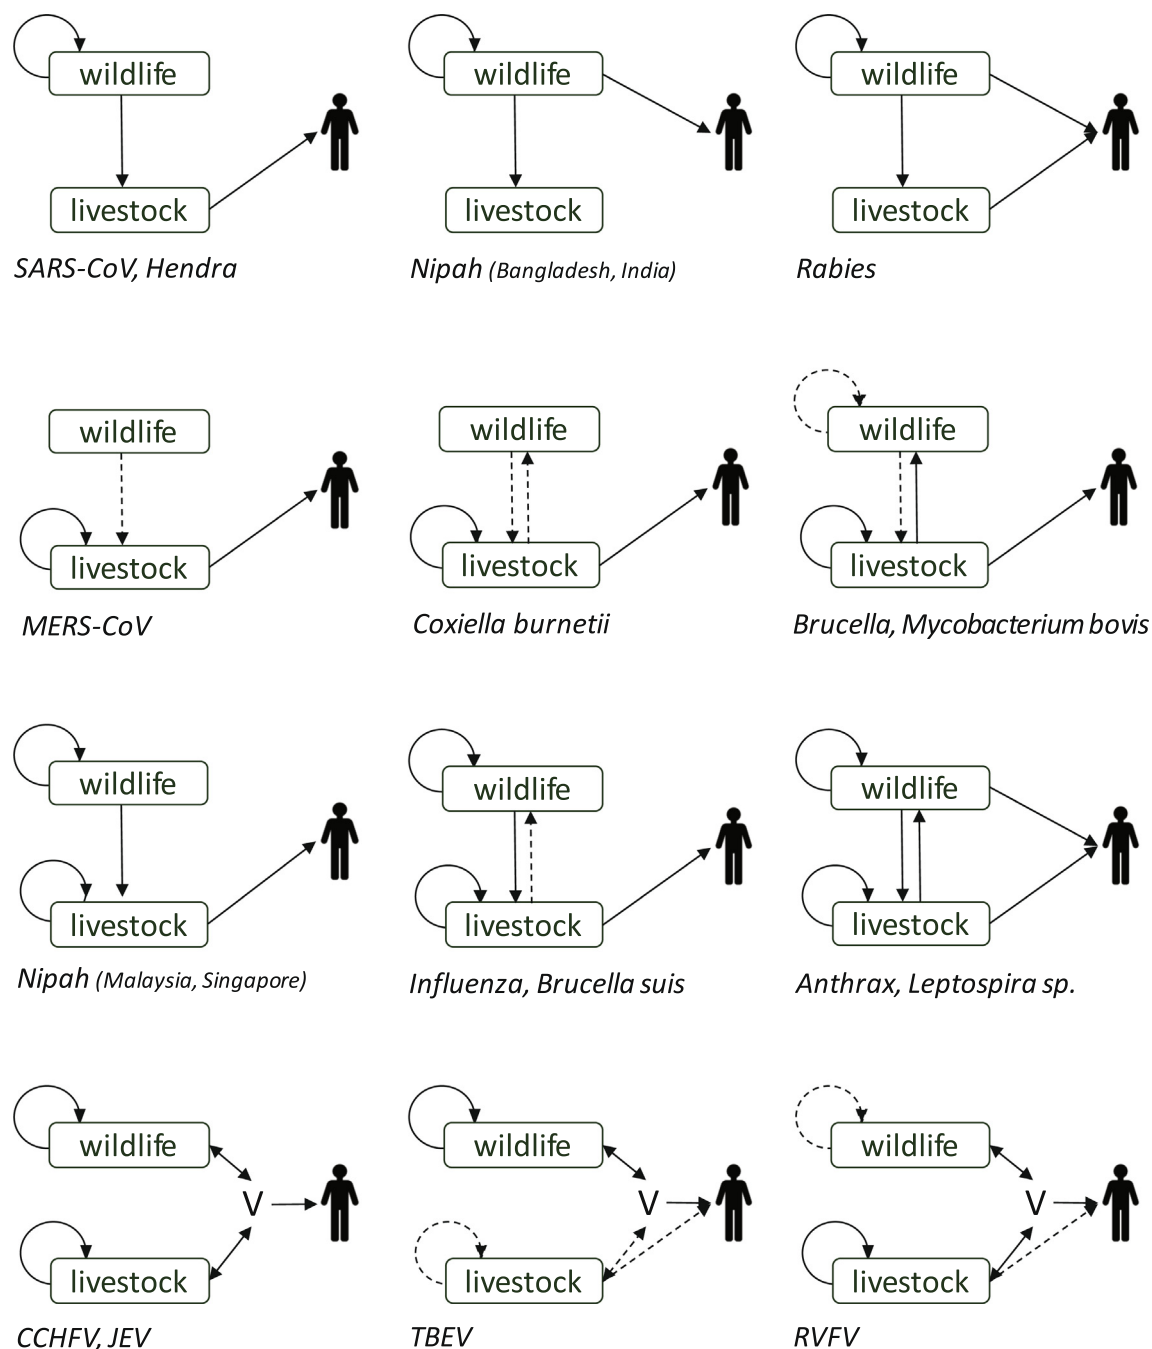 wildlife wildlife wildlife
livestock livestock livestock
SARS-CoV, Hendra Nipah (Bangladesh, India) Rabies
wildlife wildlife wildlife
livestock livestock livestock
MERS-CoV Coxiella burnetii Brucella, Mycobacterium bovis
wildlife wildlife wildlife
livestock livestock livestock
Nipah (Malaysia, Singapore) Influenza, Brucella suis Anthrax, Leptospira sp.
wildlife wildlife wildlife
V V V
livestock livestock livestock
CCHFV, JEV TBEV RVFV